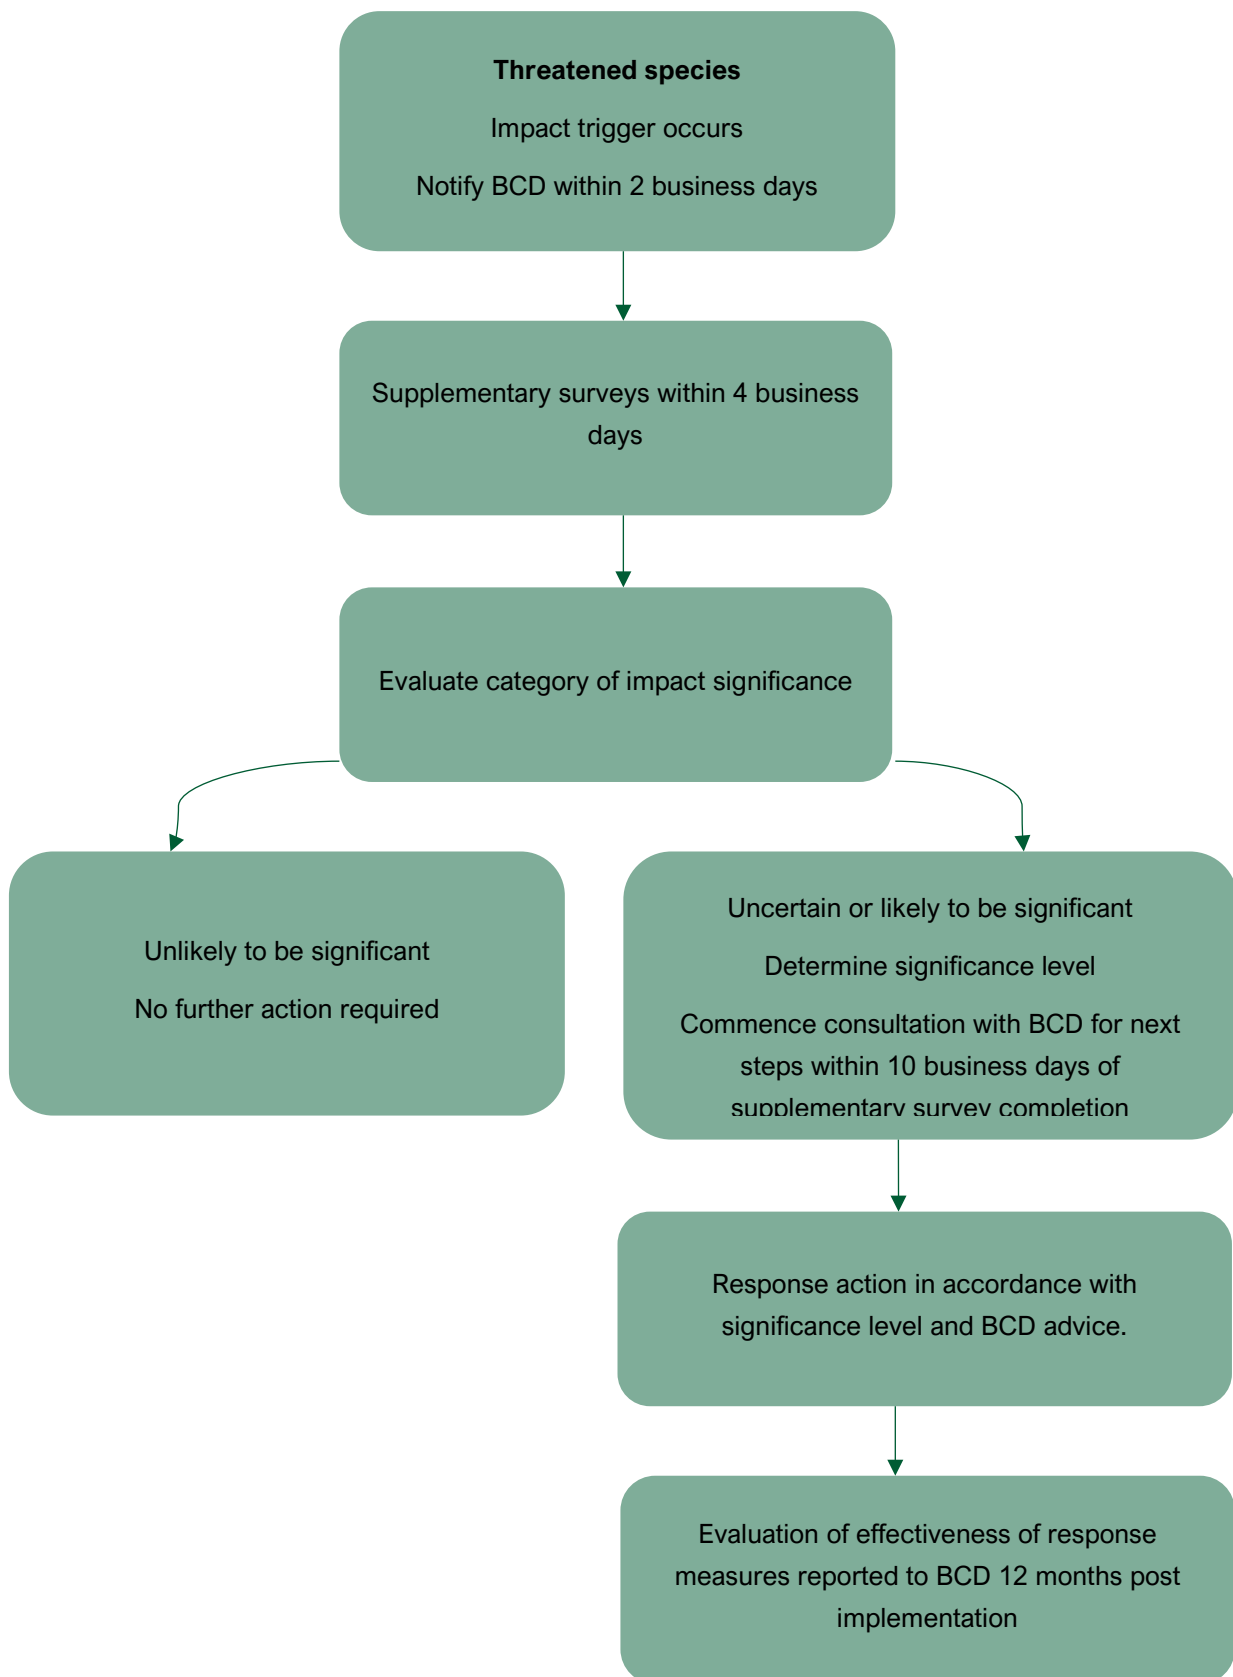 Threatened species
Impact trigger occurs
Notify BCD within 2 business days
Supplementary surveys within 4 business
days
Evaluate category of impact significance
Unlikely to be significant
No further action required
Uncertain or likely to be significant
Determine significance level
Commence consultation with BCD for next
steps within 10 business days of
supplementary survey completion
Response action in accordance with
significance level and BCD advice.
Evaluation of effectiveness of response
measures reported to BCD 12 months post
implementation